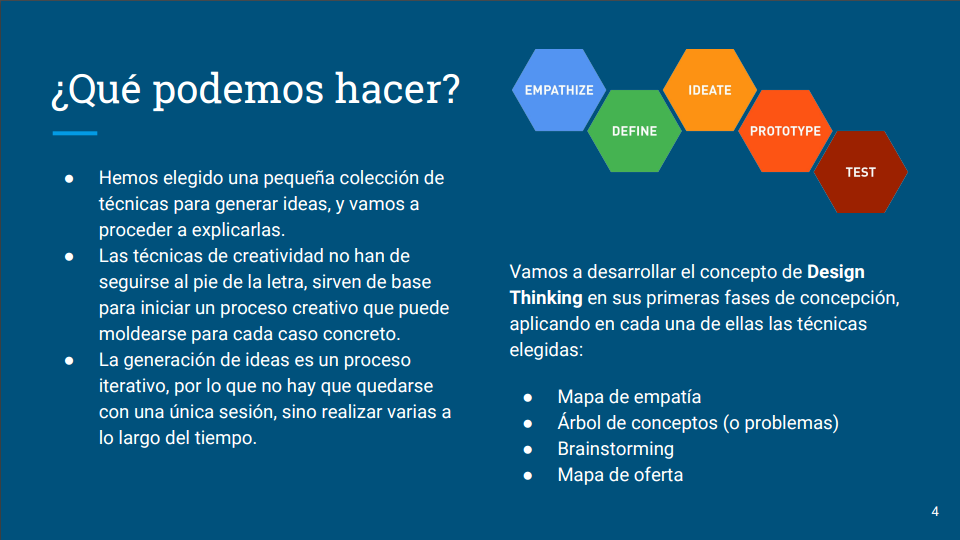 ¿Qué podemos hacer?
● Hemos elegido una pequeña colección de
técnicas para generar ideas, y vamos a
proceder a explicarlas.
● Las técnicas de creatividad no han de
seguirse al pie de la letra, sirven de base
para iniciar un proceso creativo que puede
moldearse para cada caso concreto.
● La generación de ideas es un proceso
iterativo, por lo que no hay que quedarse
con una única sesión, sino realizar varias a
lo largo del tiempo.
EMPATHIZE
DEFINE
IDEATE
PROTOTYPE
TEST
Vamos a desarrollar el concepto de Design
Thinking en sus primeras fases de concepción,
aplicando en cada una de ellas las técnicas
elegidas:
● Mapa de empatía
● Árbol de conceptos (o problemas)
● Brainstorming
● Mapa de oferta
4